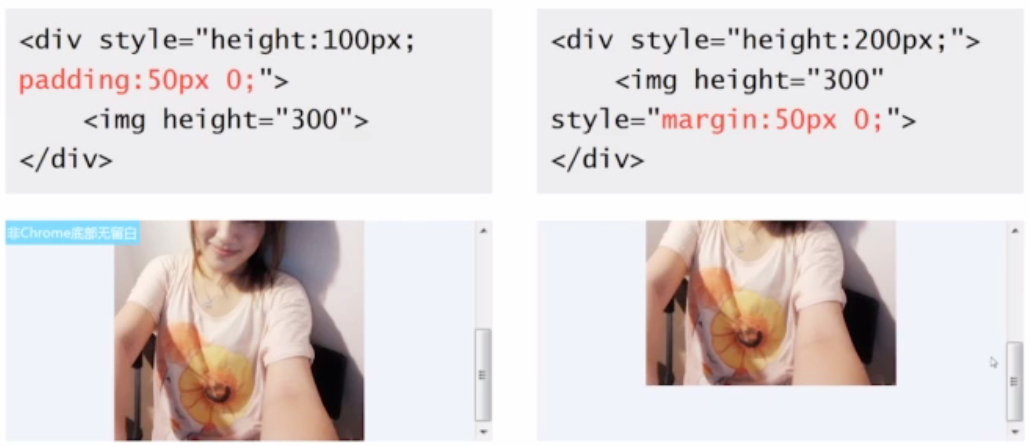 <div style="height:100px;
padding:50px 0;">
    <img height="300">
</div>
<div style="height:200px;">
    <img height="300"
style="margin:50px 0;">
</div>
非Chrome底部无留白